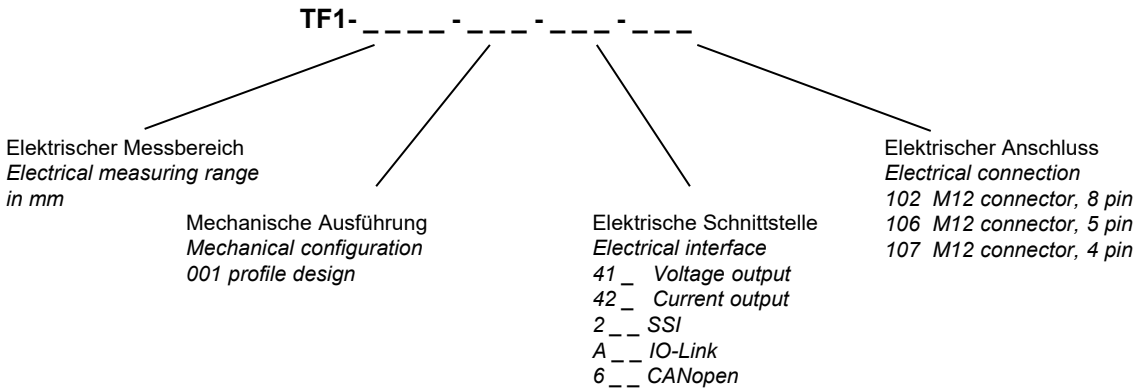 TF1- _ _ _ _ - _ _ _ - _ _ _ - _ _ _
Elektrischer Messbereich
Electrical measuring range
in mm
Mechanische Ausführung
Mechanical configuration
001 profile design
Elektrische Schnittstelle
Electrical interface
41 _ Voltage output
42 _ Current output
2 _ _ SSI
A _ _ IO-Link
6 _ _ CANopen
Elektrischer Anschluss
Electrical connection
102 M12 connector, 8 pin
106 M12 connector, 5 pin
107 M12 connector, 4 pin